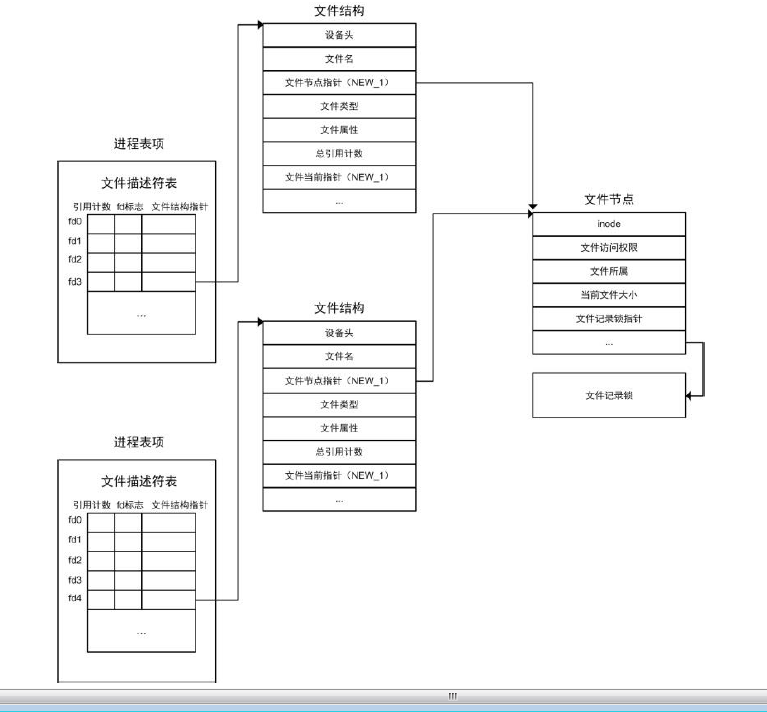 文件结构
设备头
文件名
文件节点指针（NEW_1）
文件类型
文件属性
总引用计数
文件当前指针（NEW_1）
...
进程表项
文件描述符表
引用计数 fd标志 文件结构指针
fd0
fd1
fd2
fd3
...
文件节点
inode
文件访问权限
文件所属
当前文件大小
文件记录锁指针
...
文件记录锁
文件结构
设备头
文件名
文件节点指针（NEW_1）
文件类型
文件属性
总引用计数
文件当前指针（NEW_1）
...
进程表项
文件描述符表
引用计数 fd标志 文件结构指针
fd0
fd1
fd2
fd3
fd4
...